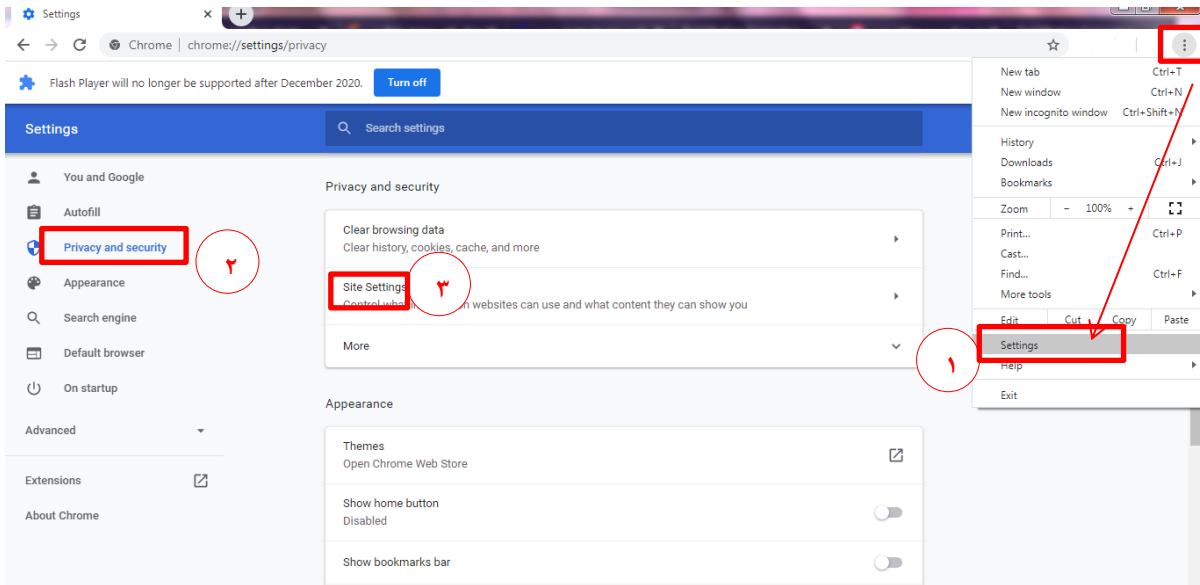 Settings
Chrome | chrome://settings/privacy
Flash Player will no longer be supported after December 2020. Turn off
Settings
Search settings
You and Google
Autofill
Privacy and security
Appearance
Search engine
Default browser
On startup
Advanced
Extensions
About Chrome
۲
Privacy and security
Clear browsing data
Clear history, cookies, cache, and more
Site Settings
۳
Control what websites can use and what content they can show you
More
Appearance
Themes
Open Chrome Web Store
Show home button
Disabled
Show bookmarks bar
New tab Ctrl+T
New window Ctrl+N
New incognito window Ctrl+Shift+N
History
Downloads Ctrl+J
Bookmarks
Zoom - 100% +
Print... Ctrl+P
Cast...
Find... Ctrl+F
More tools
Edit Cut Copy Paste
Settings
۱
Help
Exit